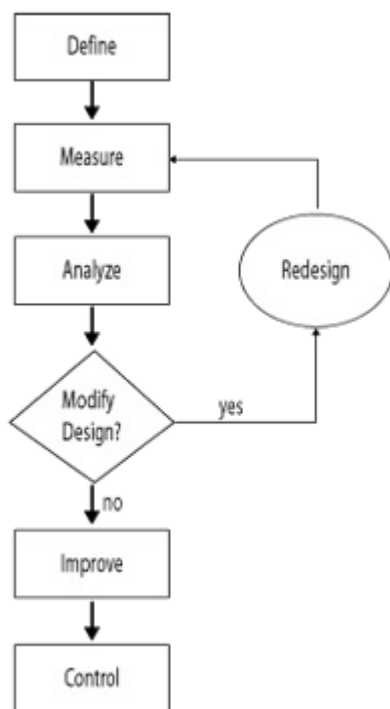 Define
Measure
Analyze
Redesign
Modify
Design?
yes
no
Improve
Control